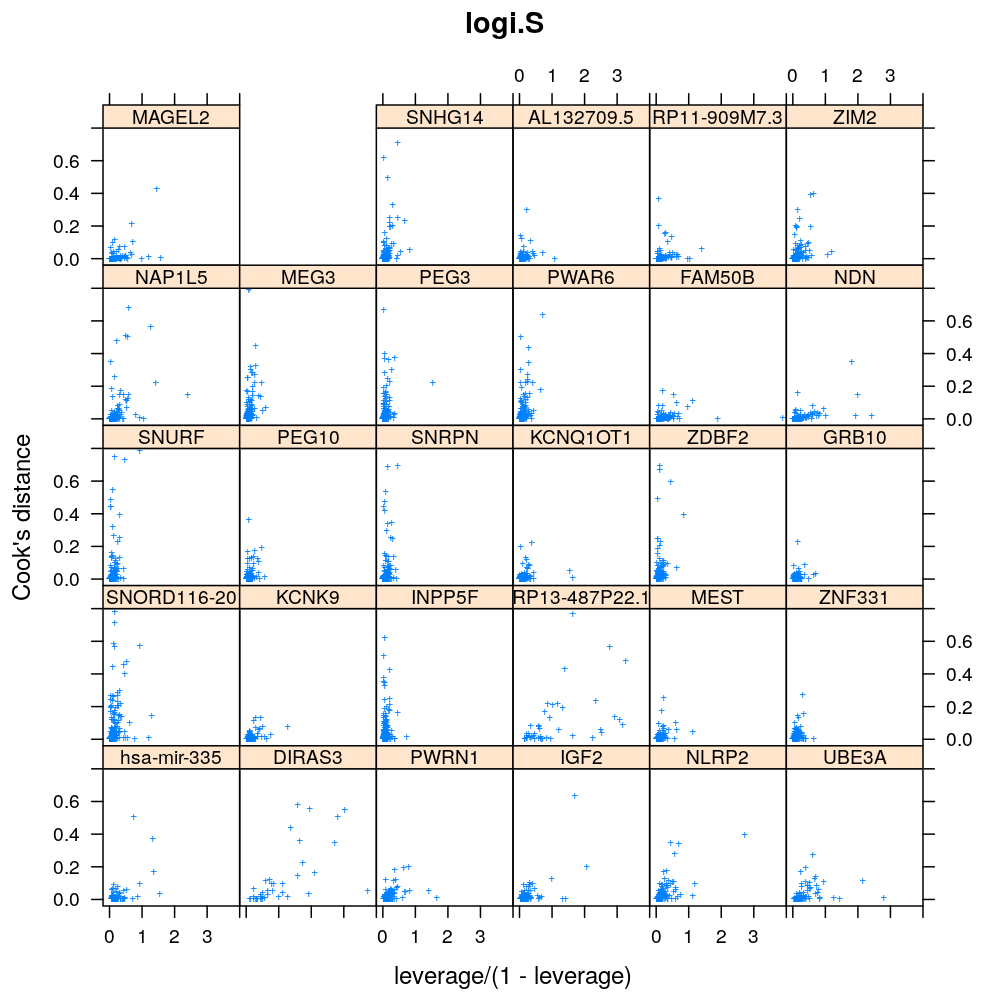 logi.S
0 1 2 3 0 1 2 3
MAGEL2 SNHG14 AL132709.5 RP11-909M7.3 ZIM2
0.6
0.4
0.2
0.0
NAP1L5 MEG3 PEG3 PWAR6 FAM50B NDN
0.6
0.4
0.2
0.0
SNURF PEG10 SNRPN KCNQ1OT1 ZDBF2 GRB10
0.6
0.4
0.2
0.0
SNORD116-20 KCNK9 INPP5F RP13-487P22.1 MEST ZNF331
0.6
0.4
0.2
0.0
hsa-mir-335 DIRAS3 PWRN1 IGF2 NLRP2 UBE3A
0.6
0.4
0.2
0.0
0 1 2 3 0 1 2 3 0 1 2 3
Cook's distance
leverage/(1 - leverage)